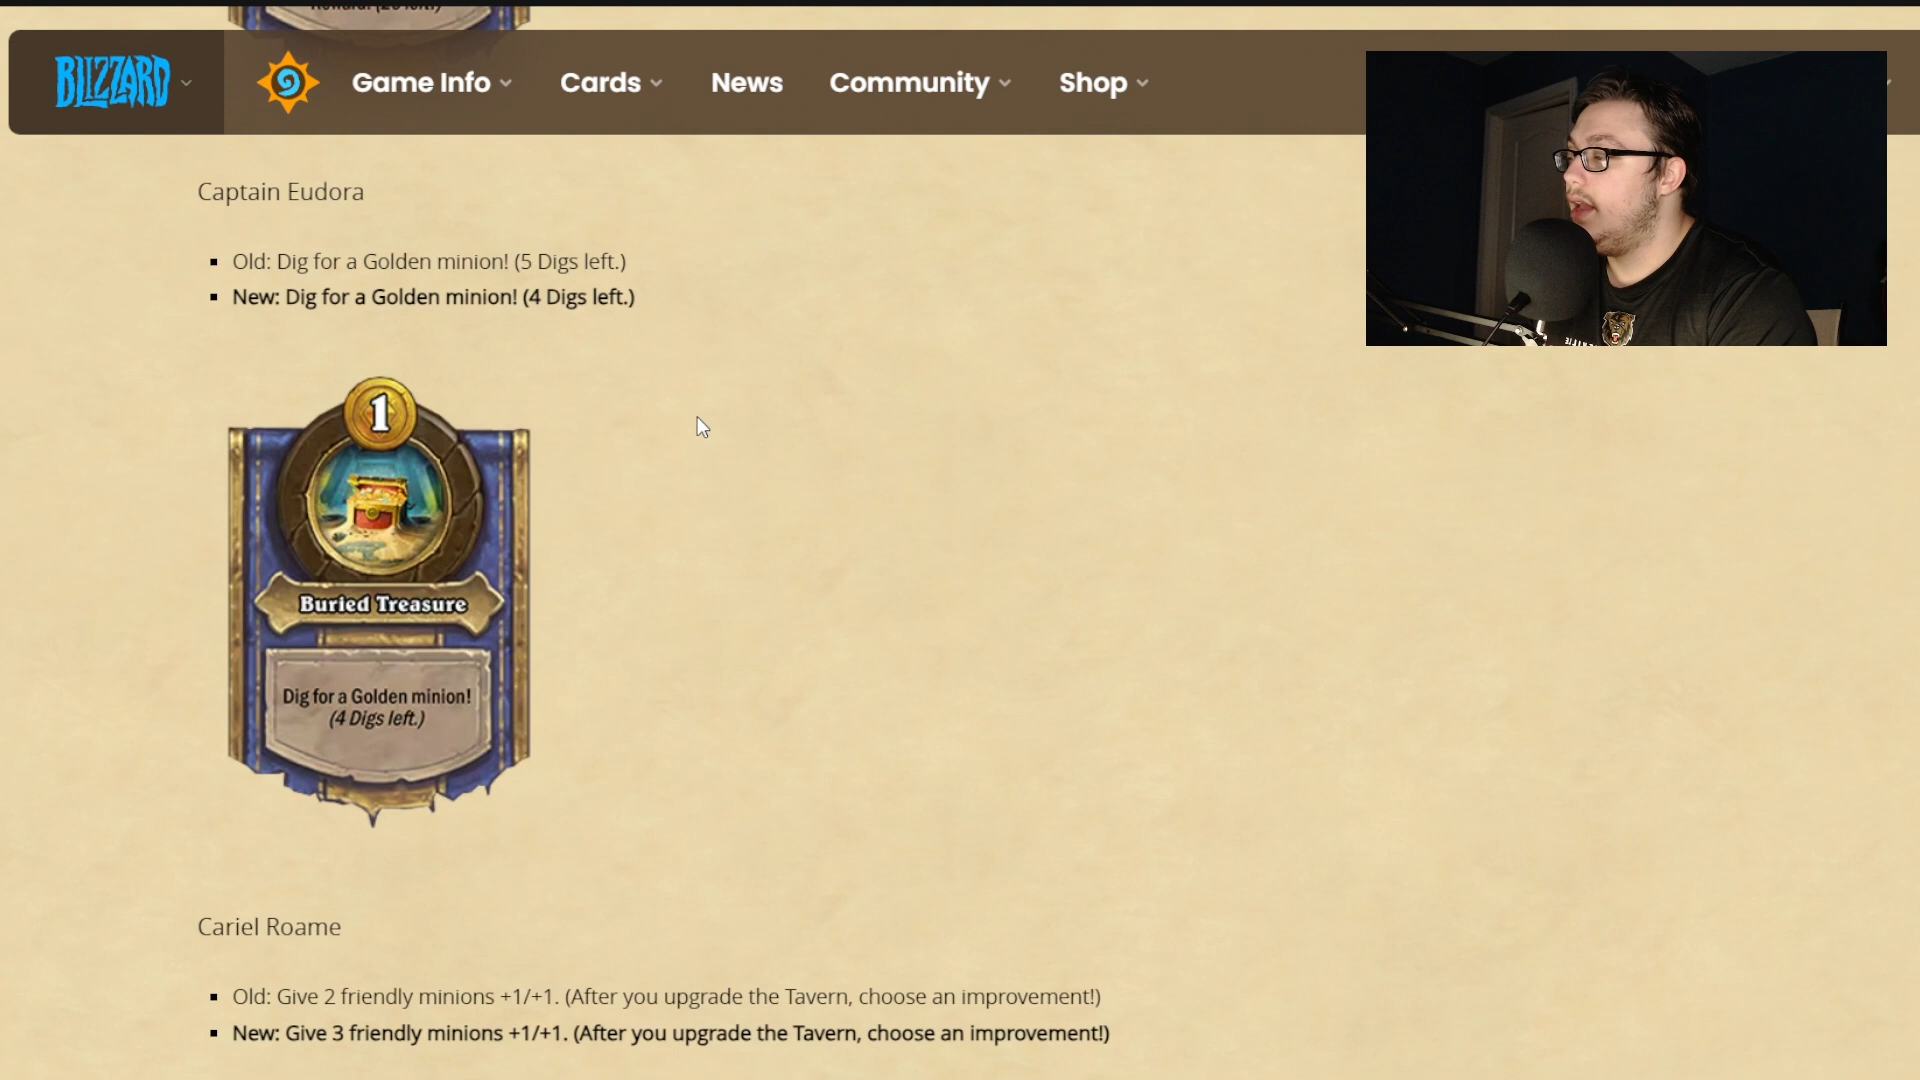 BLIZZARD
Game Info
Cards
News
Community
Shop
Captain Eudora
Old: Dig for a Golden minion! (5 Digs left.)
New: Dig for a Golden minion! (4 Digs left.)
1
Buried Treasure
Dig for a Golden minion!
(4 Digs left.)
Cariel Roame
Old: Give 2 friendly minions +1/+1. (After you upgrade the Tavern, choose an improvement!)
New: Give 3 friendly minions +1/+1. (After you upgrade the Tavern, choose an improvement!)